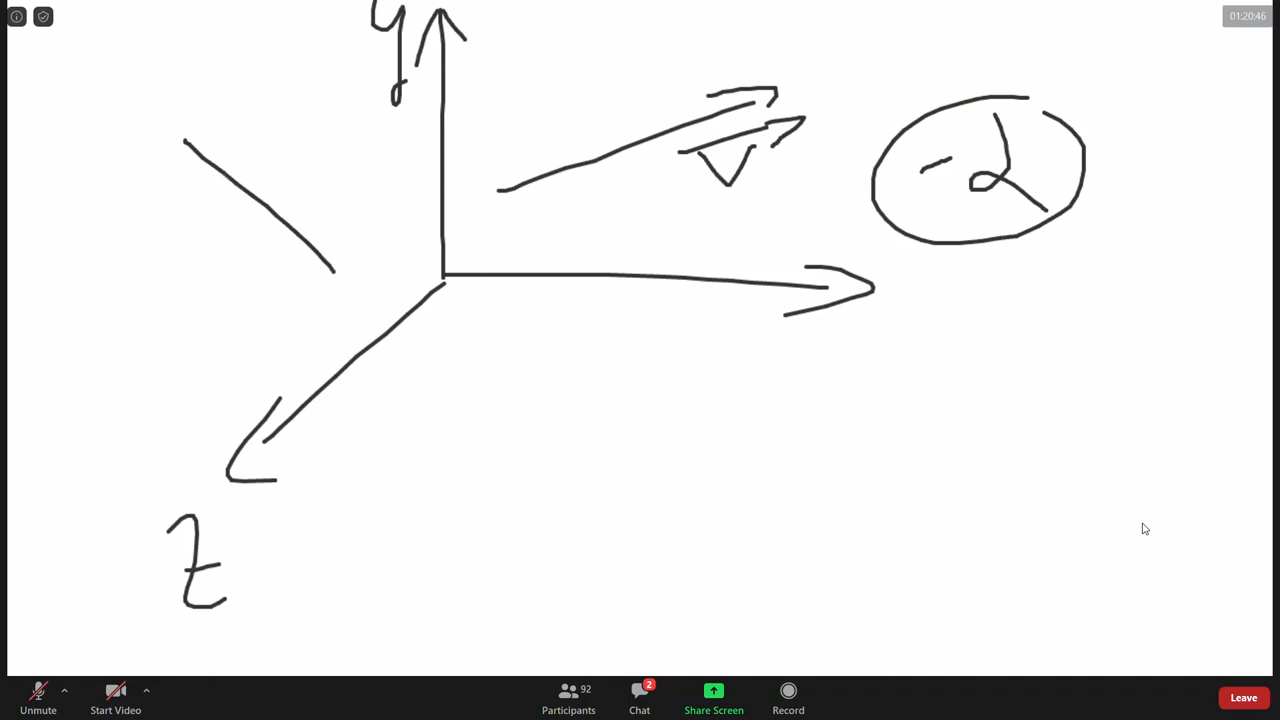 01:20:46
y
V
z
Unmute
Start Video
92
Participants
2
Chat
Share Screen
Record
Leave